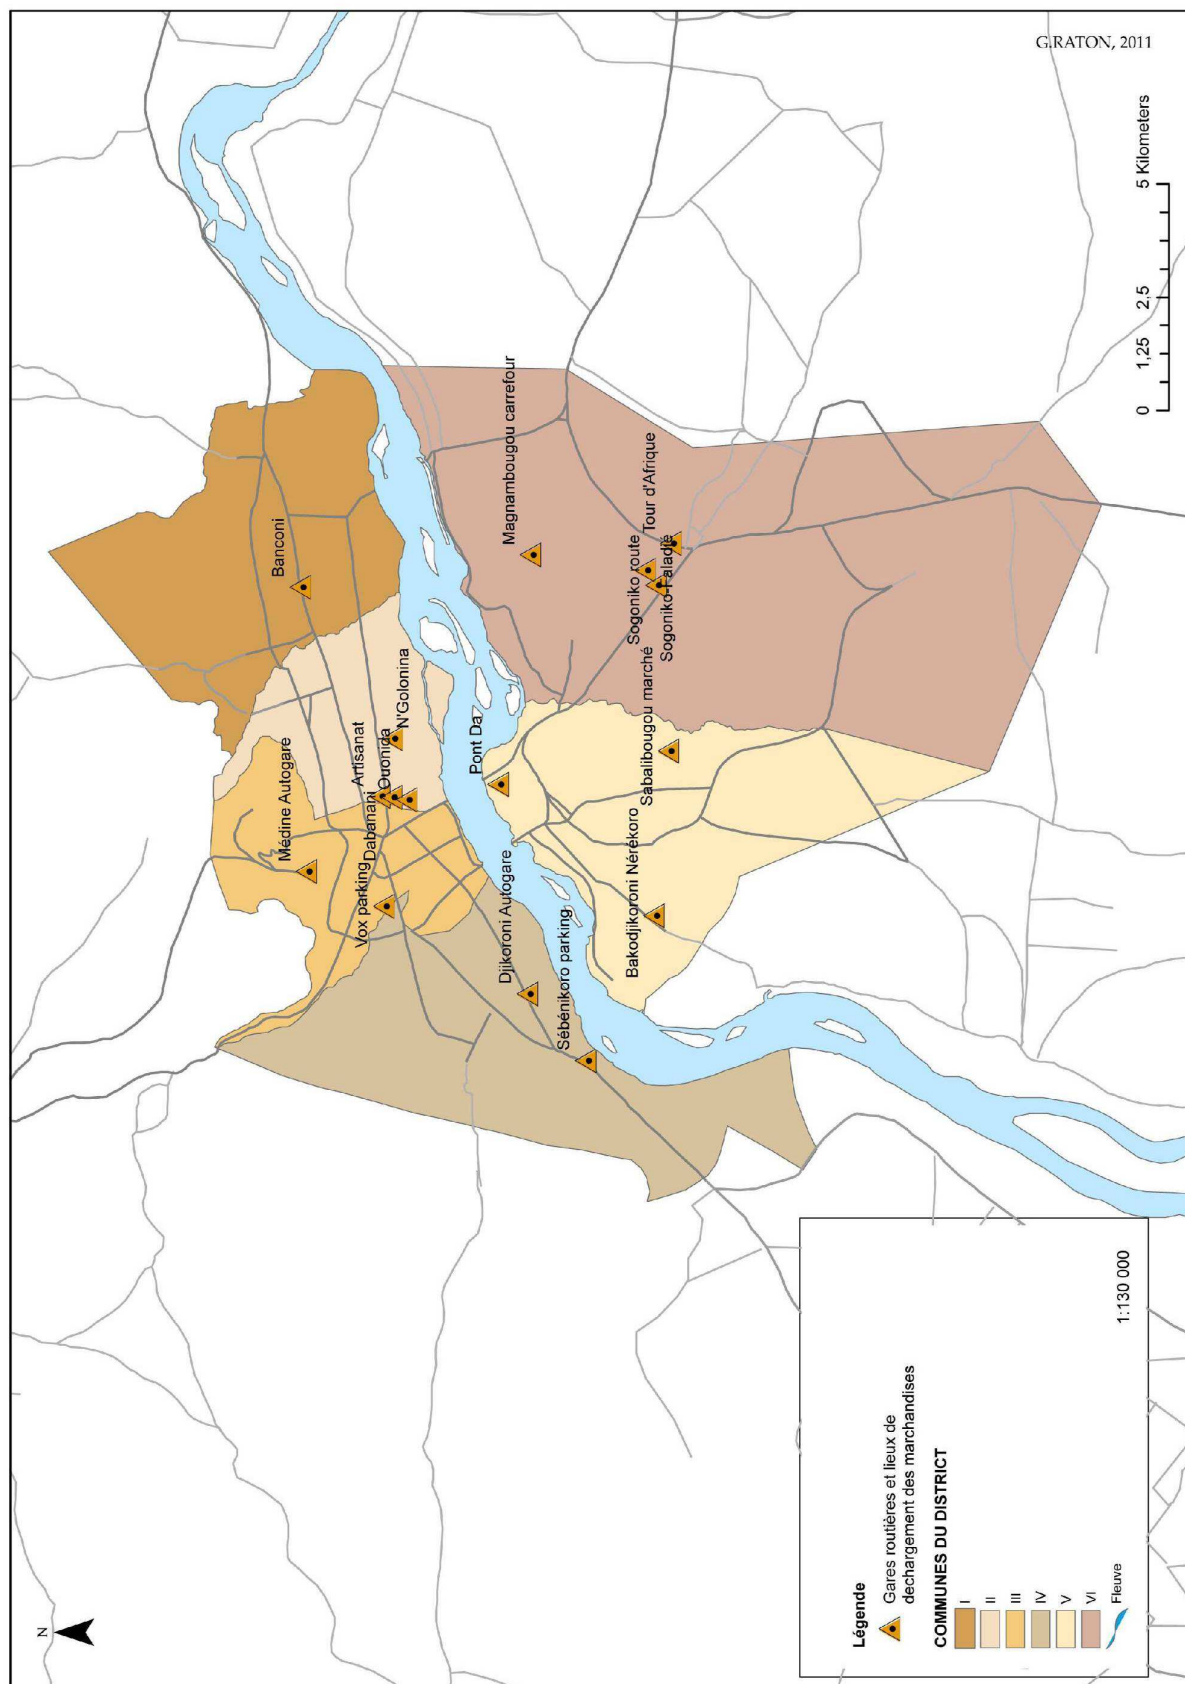 G.RATON, 2011
N
Banconi
Médine Autogare
Artisanat
Ouonida
N'Golonina
Dabanani
Vox parking
Pont Da
Djikoroni Autogare
Sébénikoro parking
Magnambougou carrefour
Tour d'Afrique
Sogoniko route
Sogoniko-Faladié
Sabalibougou marché
Bakodjikoroni Nérékoro
Légende
Gares routières et lieux de
dechargement des marchandises
COMMUNES DU DISTRICT
I
II
III
IV
V
VI
Fleuve
1:130 000
0 1,25 2,5 5 Kilometers